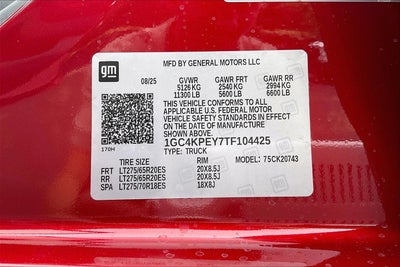 gm
MFD BY GENERAL MOTORS LLC
08/25 GVWR GAWR FRT GAWR RR
5126 KG 2540 KG 2994 KG
11300 LB 5600 LB 6600 LB
THIS VEHICLE CONFORMS TO ALL
APPLICABLE U.S. FEDERAL MOTOR
VEHICLE SAFETY STANDARDS IN EFFECT
ON THE DATE OF MANUFACTURE
SHOWN ABOVE.
170H
1GC4KPEY7TF104425
TYPE: TRUCK
TIRE SIZE RIM MODEL: 75CK20743
FRT LT275/65R20ES 20X8.5J
RR LT275/65R20ES 20X8.5J
SPA LT275/70R18ES 18X8J